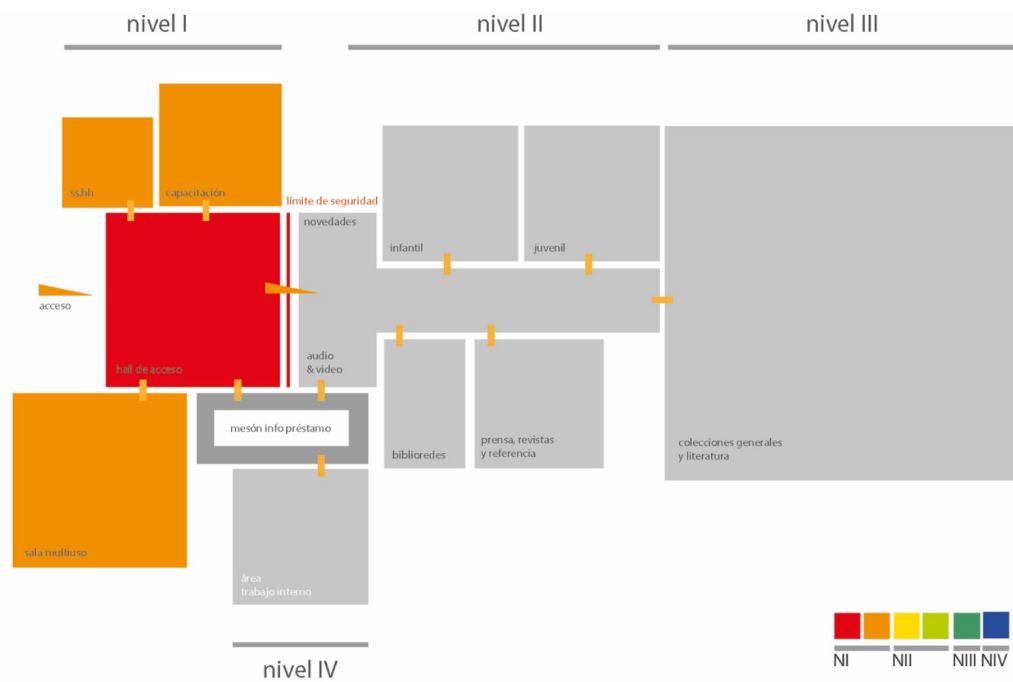 nivel I
nivel II
nivel III
ss.hh
capacitación
límite de seguridad
novedades
infantil
juvenil
acceso
hall de acceso
audio
& video
mesón info préstamo
biblioredes
prensa, revistas
y referencia
colecciones generales
y literatura
sala multiuso
área
trabajo interno
nivel IV
NI
NII
NIII
NIV